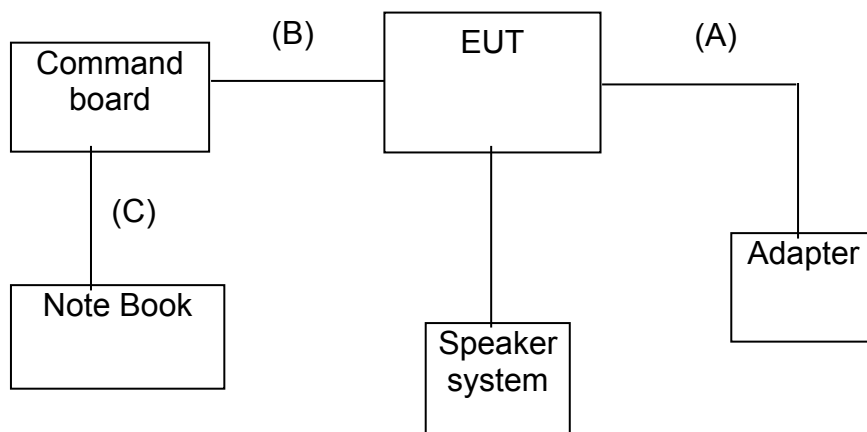 (B)
EUT
(A)
Command
board
(C)
Adapter
Note Book
Speaker
system